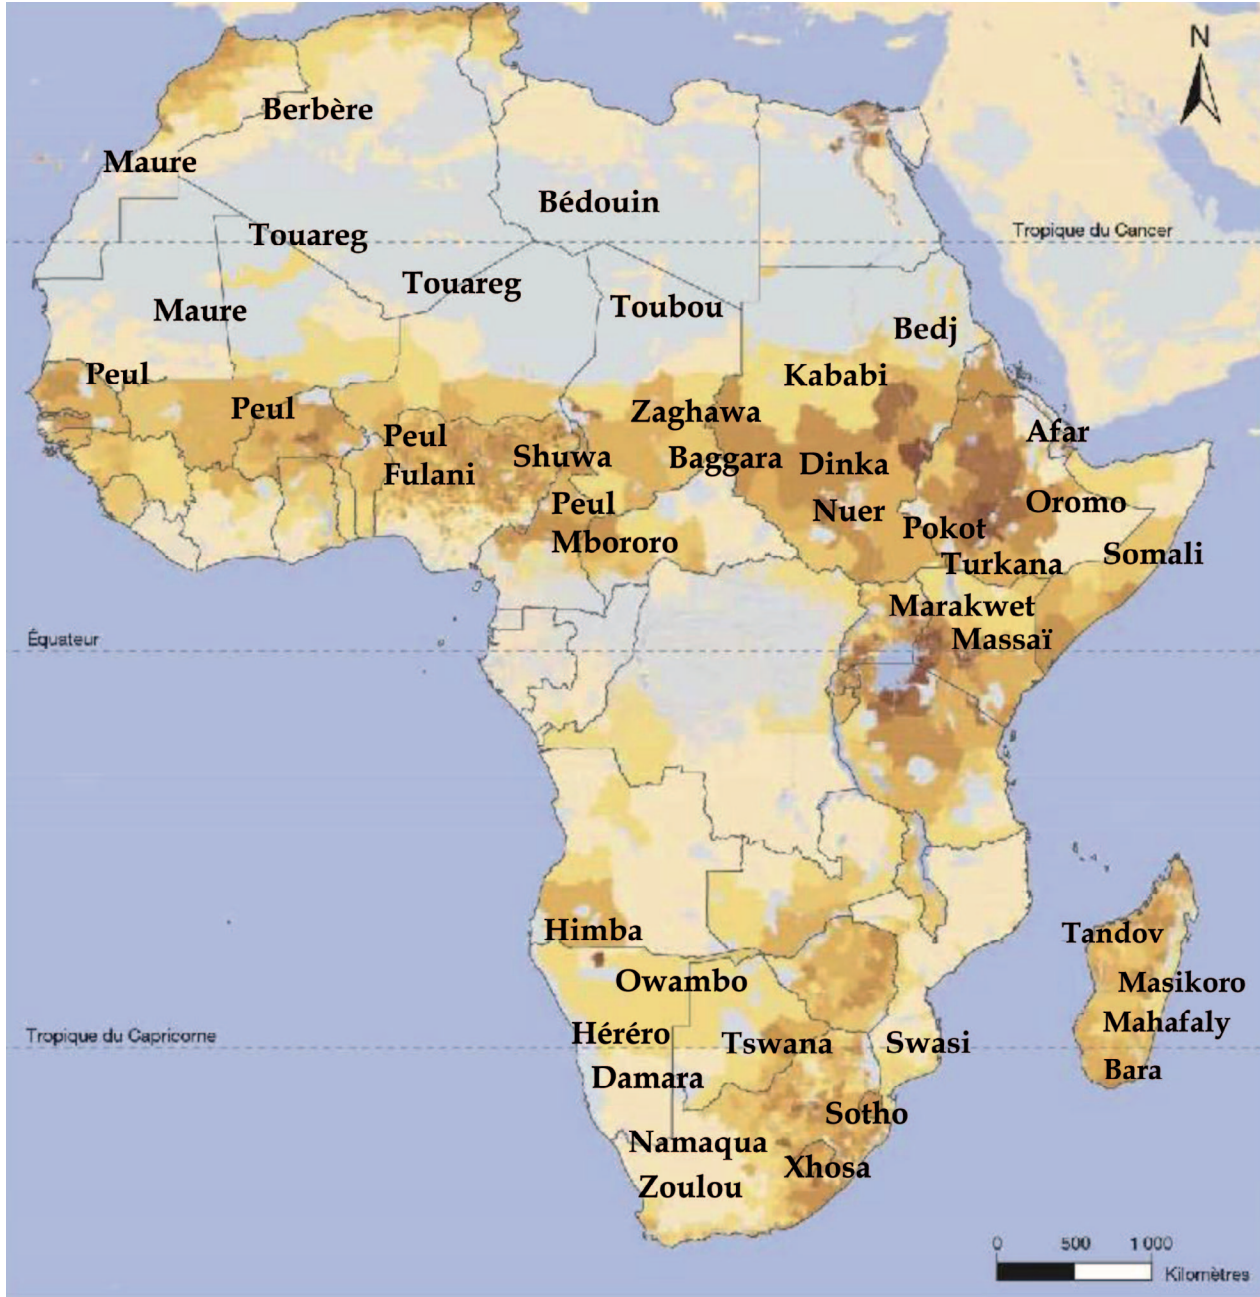 N
Berbère
Maure
Bédouin
Tropique du Cancer
Touareg
Touareg
Maure
Toubou
Bedj
Peul
Kababi
Peul
Zaghawa
Afar
Peul
Fulani
Shuwa
Baggara
Dinka
Oromo
Peul
Mbororo
Nuer
Pokot
Somali
Turkana
Marakwet
Massaï
Équateur
Himba
Tandov
Owambo
Masikoro
Mahafaly
Héréro
Tropique du Capricorne
Tswana
Swasi
Bara
Damara
Sotho
Namaqua
Xhosa
Zoulou
0 500 1 000
Kilomètres